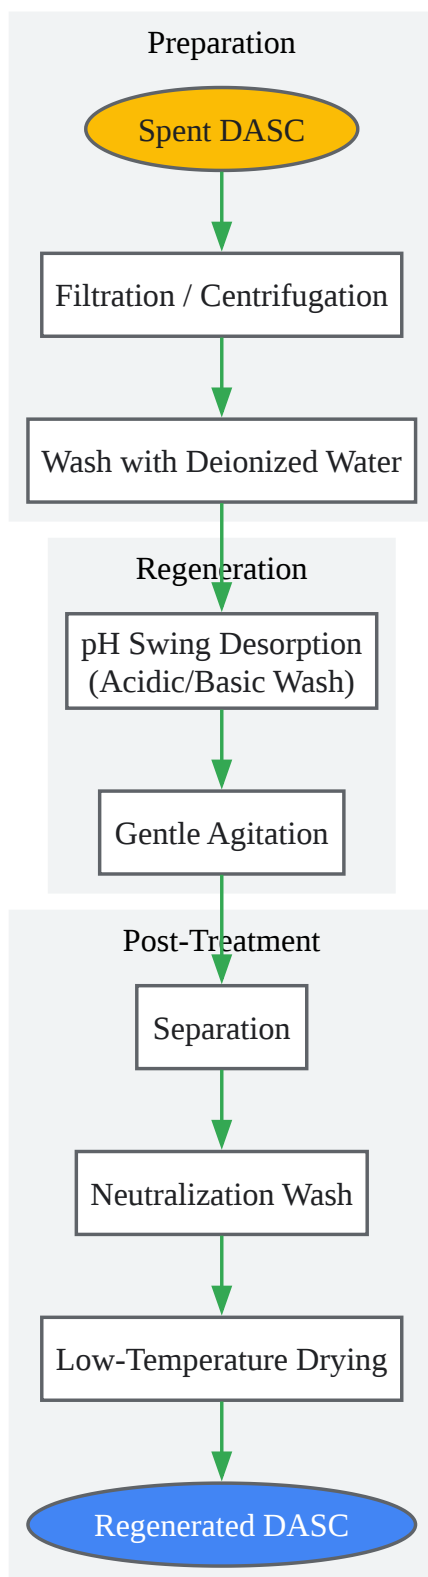 Preparation
Spent DASC
Filtration / Centrifugation
Wash with Deionized Water
Regeneration
pH Swing Desorption
(Acidic/Basic Wash)
Gentle Agitation
Post-Treatment
Separation
Neutralization Wash
Low-Temperature Drying
Regenerated DASC